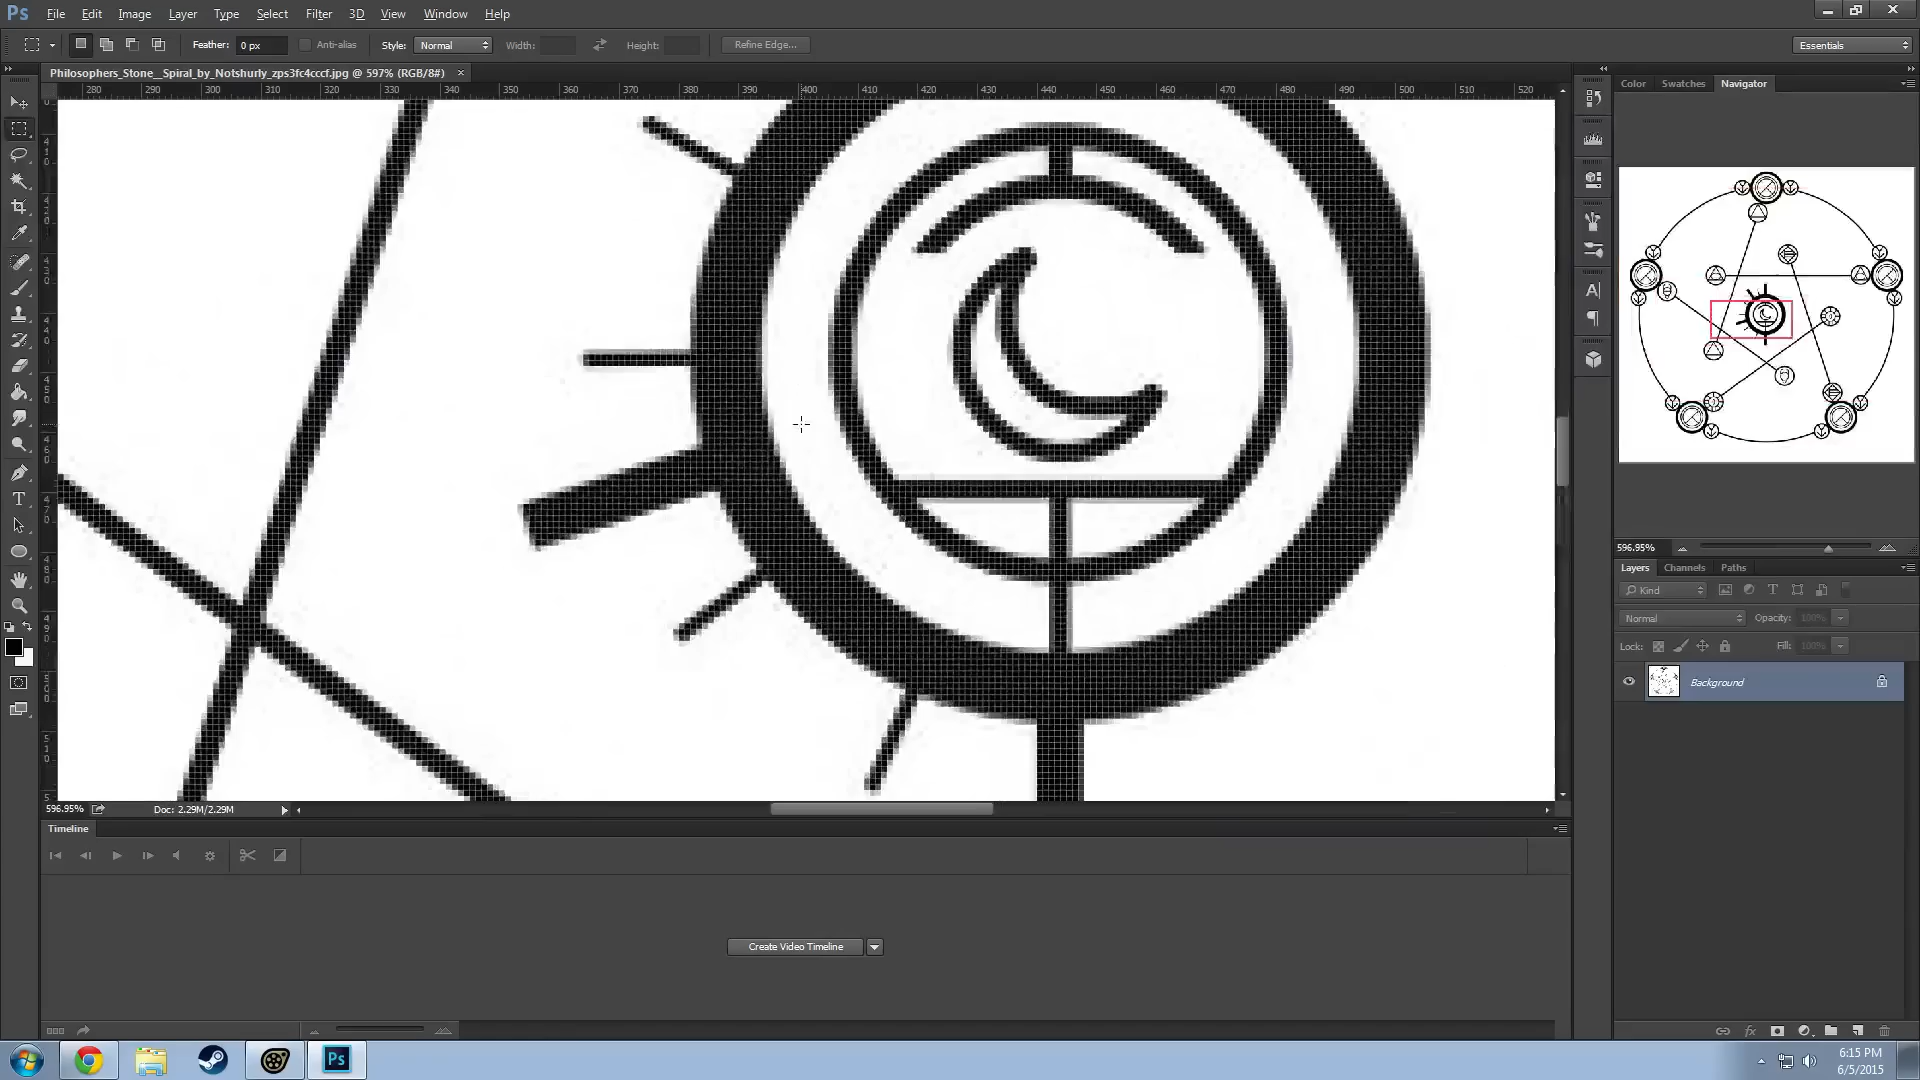 Ps File Edit Image Layer Type Select Filter 3D View Window Help
Feather: 0 px Anti-alias Style: Normal Width: Height: Refine Edge... Essentials
Philosophers_Stone__Spiral_by_Notshurly_zps3fc4cccf.jpg @ 597% (RGB/8#) ×
280 290 300 310 320 330 340 350 355 360 370 380 390 400 410 420 430 440 450 460 470 480 490 500 510 520
Color Swatches Navigator
596.95%
Layers Channels Paths
Kind
Normal Opacity: 100%
Lock: Fill: 100%
Background
596.95% Doc: 2.29M/2.29M
Timeline
Create Video Timeline
Ps
6:15 PM
6/5/2015